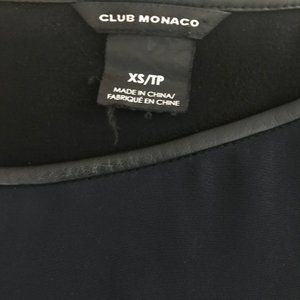 CLUB MONACO
XS/TP
MADE IN CHINA/
FABRIQUÉ EN CHINE